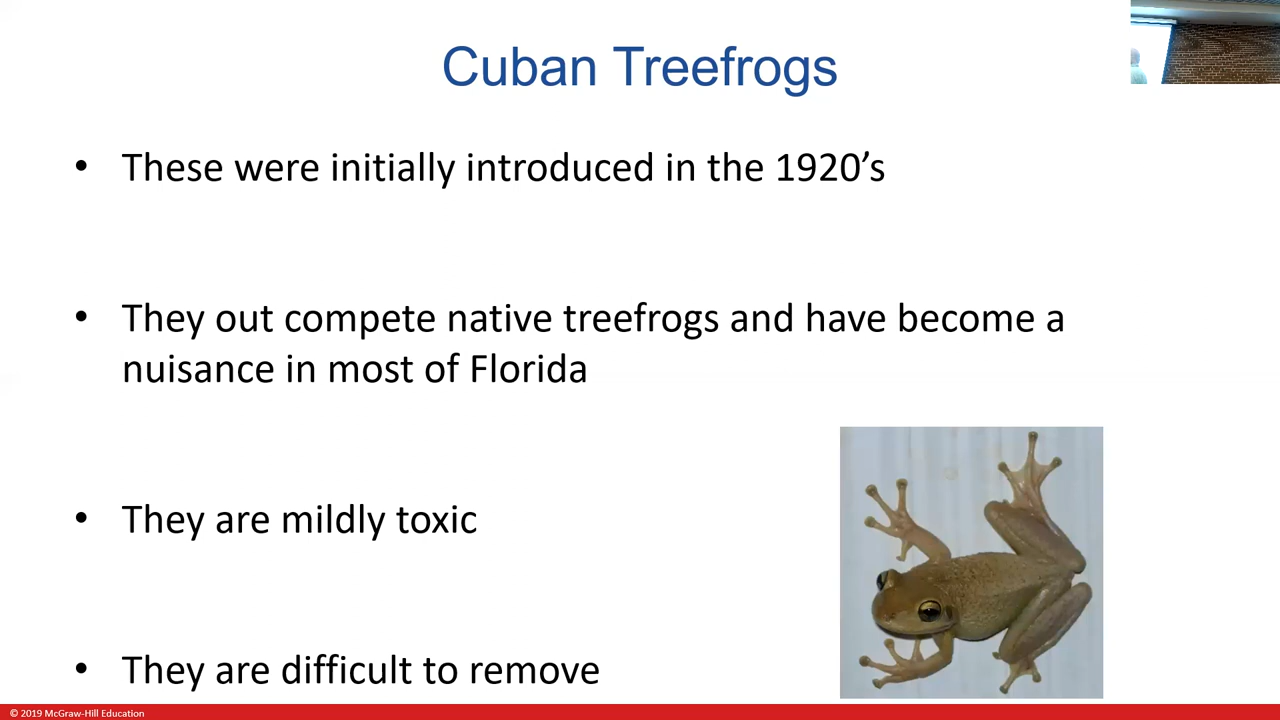 Cuban Treefrogs
• These were initially introduced in the 1920’s
• They out compete native treefrogs and have become a
nuisance in most of Florida
• They are mildly toxic
• They are difficult to remove
© 2019 McGraw-Hill Education